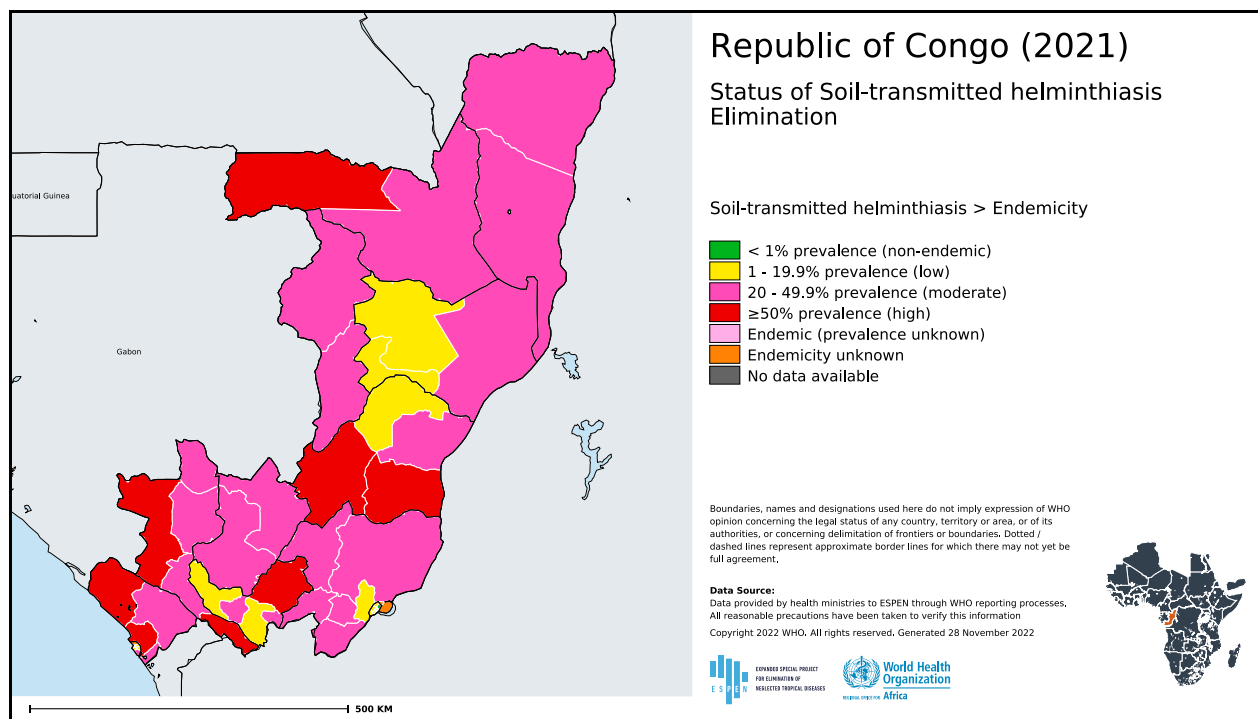 Republic of Congo (2021)
Status of Soil-transmitted helminthiasis
Elimination
uatorial Guinea
Gabon
Soil-transmitted helminthiasis > Endemicity
< 1% prevalence (non-endemic)
1 - 19.9% prevalence (low)
20 - 49.9% prevalence (moderate)
≥50% prevalence (high)
Endemic (prevalence unknown)
Endemicity unknown
No data available
Boundaries, names and designations used here do not imply expression of WHO
opinion concerning the legal status of any country, territory or area, or of its
authorities, or concerning delimitation of frontiers or boundaries. Dotted /
dashed lines represent approximate border lines for which there may not yet be
full agreement.
Data Source:
Data provided by health ministries to ESPEN through WHO reporting processes.
All reasonable precautions have been taken to verify this information
Copyright 2022 WHO. All rights reserved. Generated 28 November 2022
ESPEN
EXPANDED SPECIAL PROJECT
FOR ELIMINATION OF
NEGLECTED TROPICAL DISEASES
World Health
Organization
REGIONAL OFFICE FOR Africa
500 KM